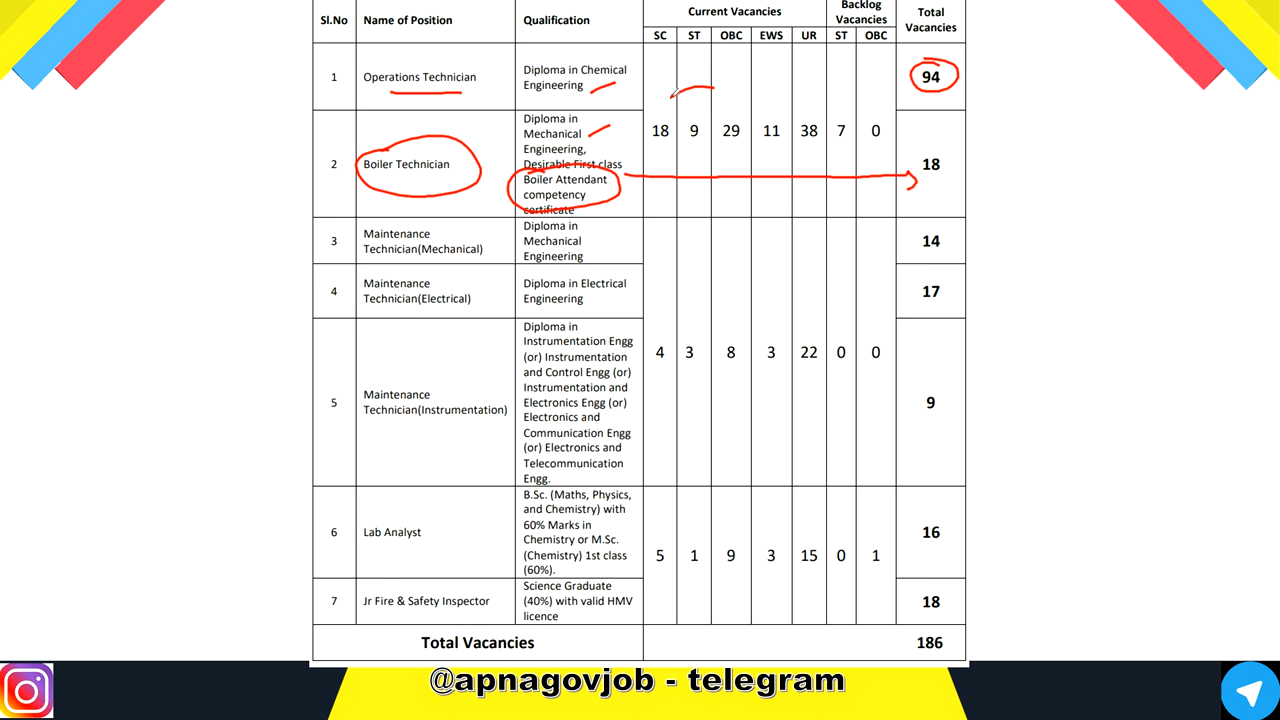 Sl.No Name of Position Qualification Current Vacancies Backlog Vacancies Total Vacancies
SC ST OBC EWS UR ST OBC
1 Operations Technician Diploma in Chemical Engineering 94
18 9 29 11 38 7 0
2 Boiler Technician Diploma in Mechanical Engineering, Desirable First class Boiler Attendant competency certificate 18
3 Maintenance Technician(Mechanical) Diploma in Mechanical Engineering 14
4 Maintenance Technician(Electrical) Diploma in Electrical Engineering 17
4 3 8 3 22 0 0
5 Maintenance Technician(Instrumentation) Diploma in Instrumentation Engg (or) Instrumentation and Control Engg (or) Instrumentation and Electronics Engg (or) Electronics and Communication Engg (or) Electronics and Telecommunication Engg. 9
6 Lab Analyst B.Sc. (Maths, Physics, and Chemistry) with 60% Marks in Chemistry or M.Sc. (Chemistry) 1st class (60%). 16
5 1 9 3 15 0 1
7 Jr Fire & Safety Inspector Science Graduate (40%) with valid HMV licence 18
Total Vacancies 186
@apnagovjob - telegram